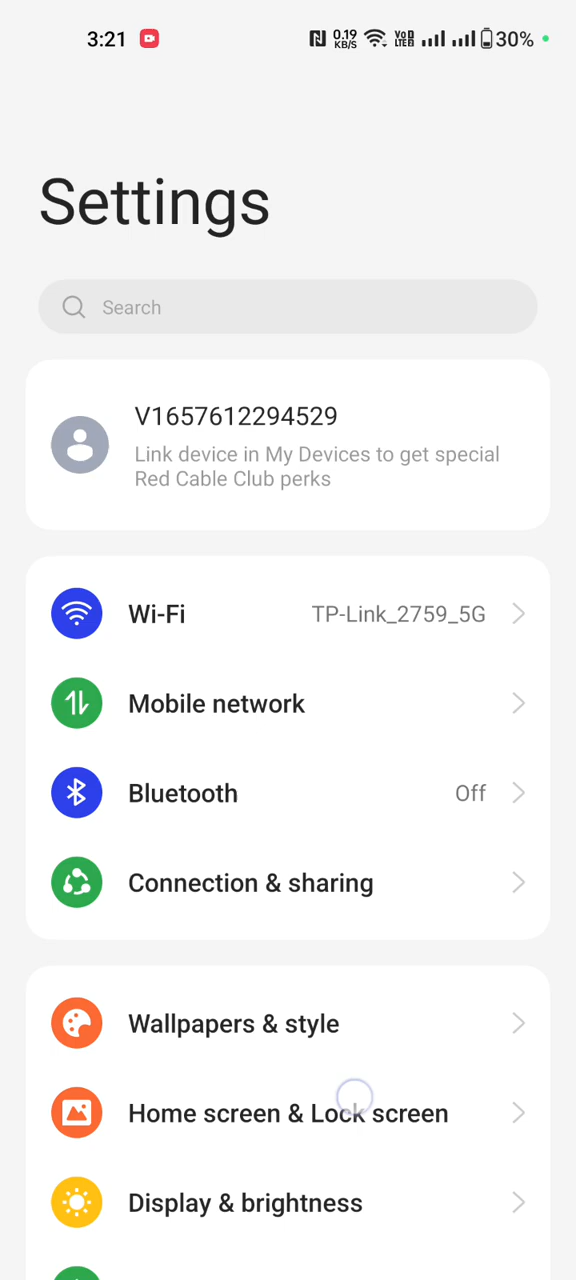 3:21 0.19 KB/S Vo LTE 30%
Settings
Search
V1657612294529
Link device in My Devices to get special
Red Cable Club perks
Wi-Fi TP-Link_2759_5G
Mobile network
Bluetooth Off
Connection & sharing
Wallpapers & style
Home screen & Lock screen
Display & brightness